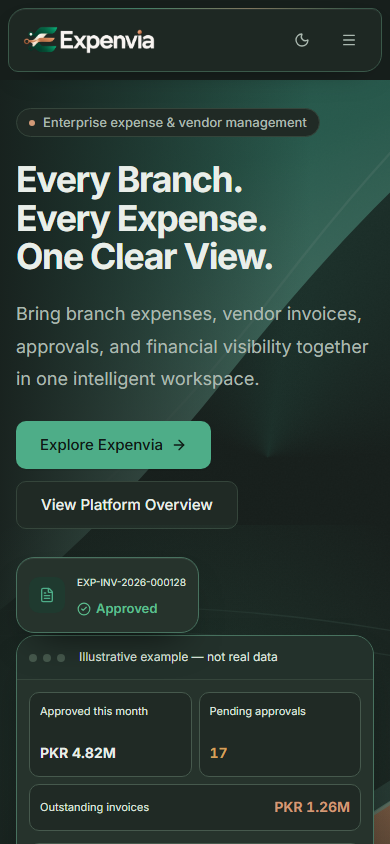 Expenvia
Enterprise expense & vendor management
Every Branch.
Every Expense.
One Clear View.
Bring branch expenses, vendor invoices,
approvals, and financial visibility together
in one intelligent workspace.
Explore Expenvia
View Platform Overview
EXP-INV-2026-000128
Approved
Illustrative example — not real data
Approved this month
PKR 4.82M
Pending approvals
17
Outstanding invoices
PKR 1.26M